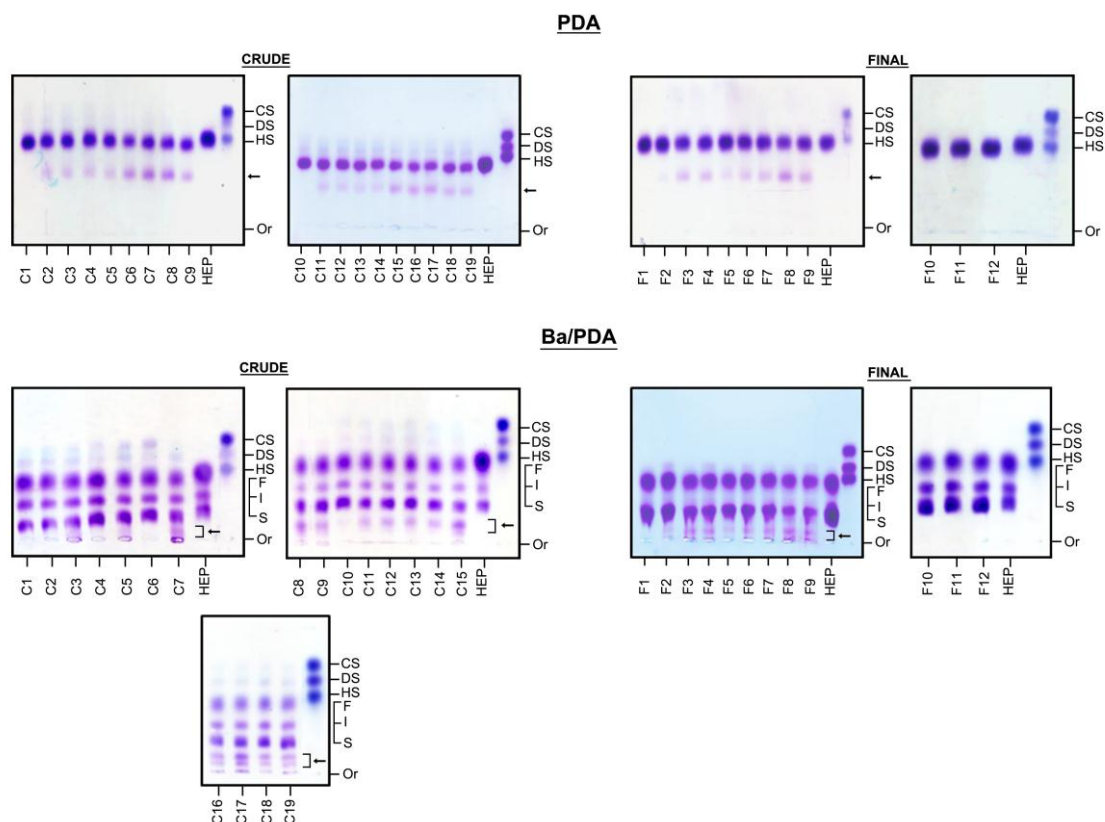 PDA
CRUDE
FINAL
CS
DS
HS
Or
C1 C2 C3 C4 C5 C6 C7 C8 C9 HEP
CS
DS
HS
Or
C10 C11 C12 C13 C14 C15 C16 C17 C18 C19 HEP
CS
DS
HS
Or
F1 F2 F3 F4 F5 F6 F7 F8 F9 HEP
CS
DS
HS
Or
F10 F11 F12 HEP
Ba/PDA
CRUDE
FINAL
CS
DS
HS
F
I
S
Or
C1 C2 C3 C4 C5 C6 C7 HEP
CS
DS
HS
F
I
S
Or
C8 C9 C10 C11 C12 C13 C14 C15 HEP
CS
DS
HS
F
I
S
Or
F1 F2 F3 F4 F5 F6 F7 F8 F9 HEP
CS
DS
HS
F
I
S
Or
F10 F11 F12 HEP
CS
DS
HS
F
I
S
Or
C16 C17 C18 C19